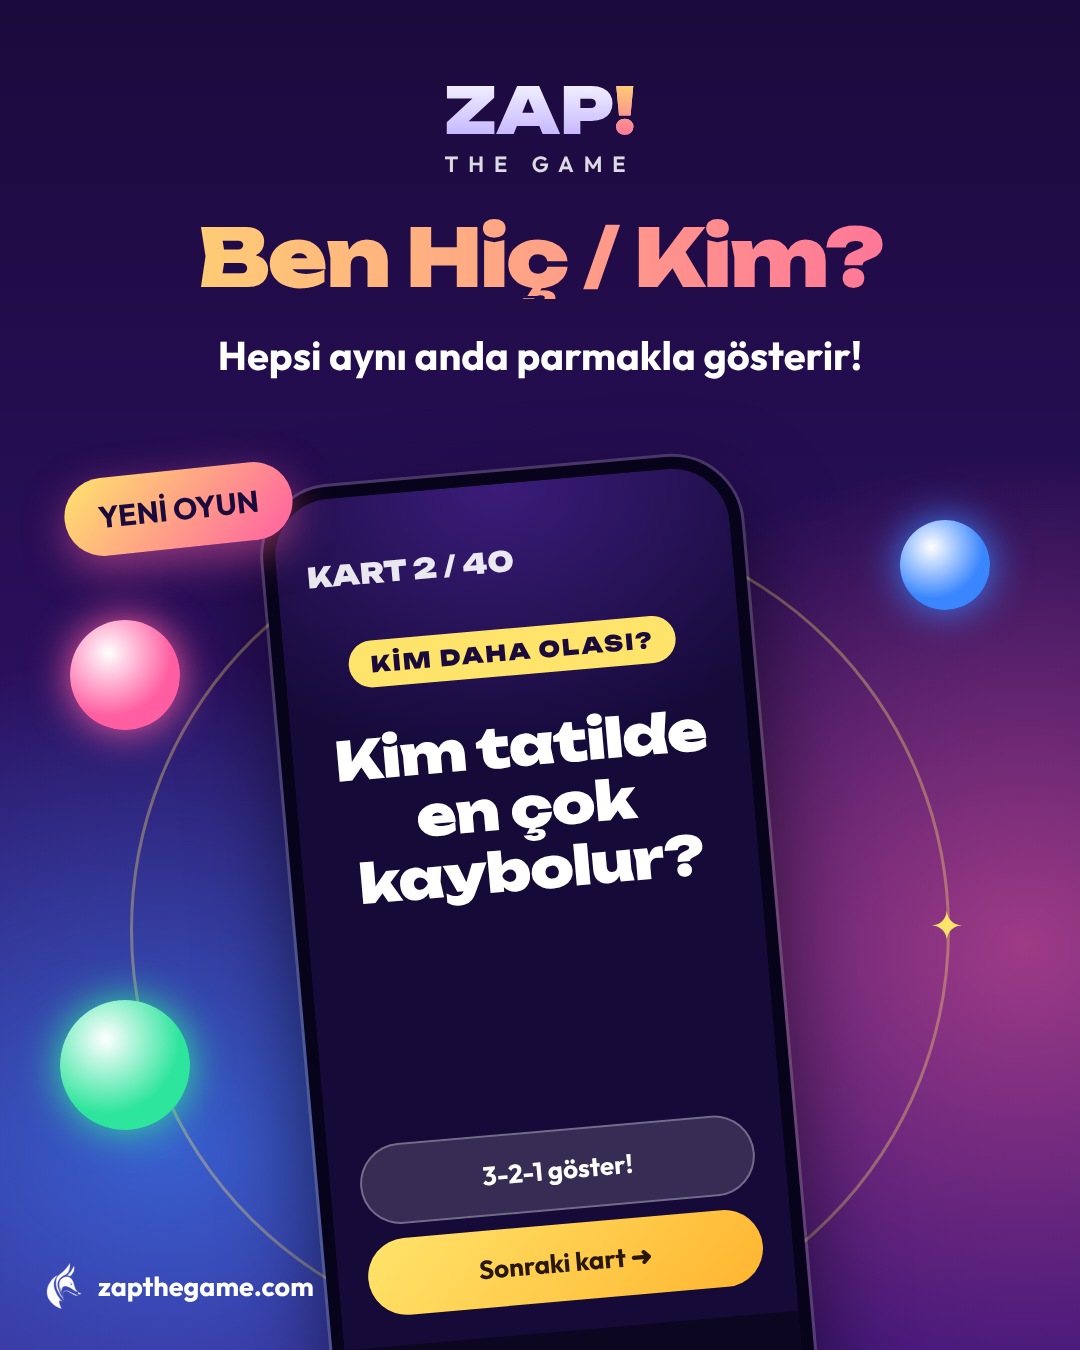 ZAP!
THE GAME
Ben Hiç / Kim?
Hepsi aynı anda parmakla gösterir!
YENİ OYUN
KART 2 / 40
KİM DAHA OLASI?
Kim tatilde
en çok
kaybolur?
3-2-1 göster!
Sonraki kart ➜
zapthegame.com